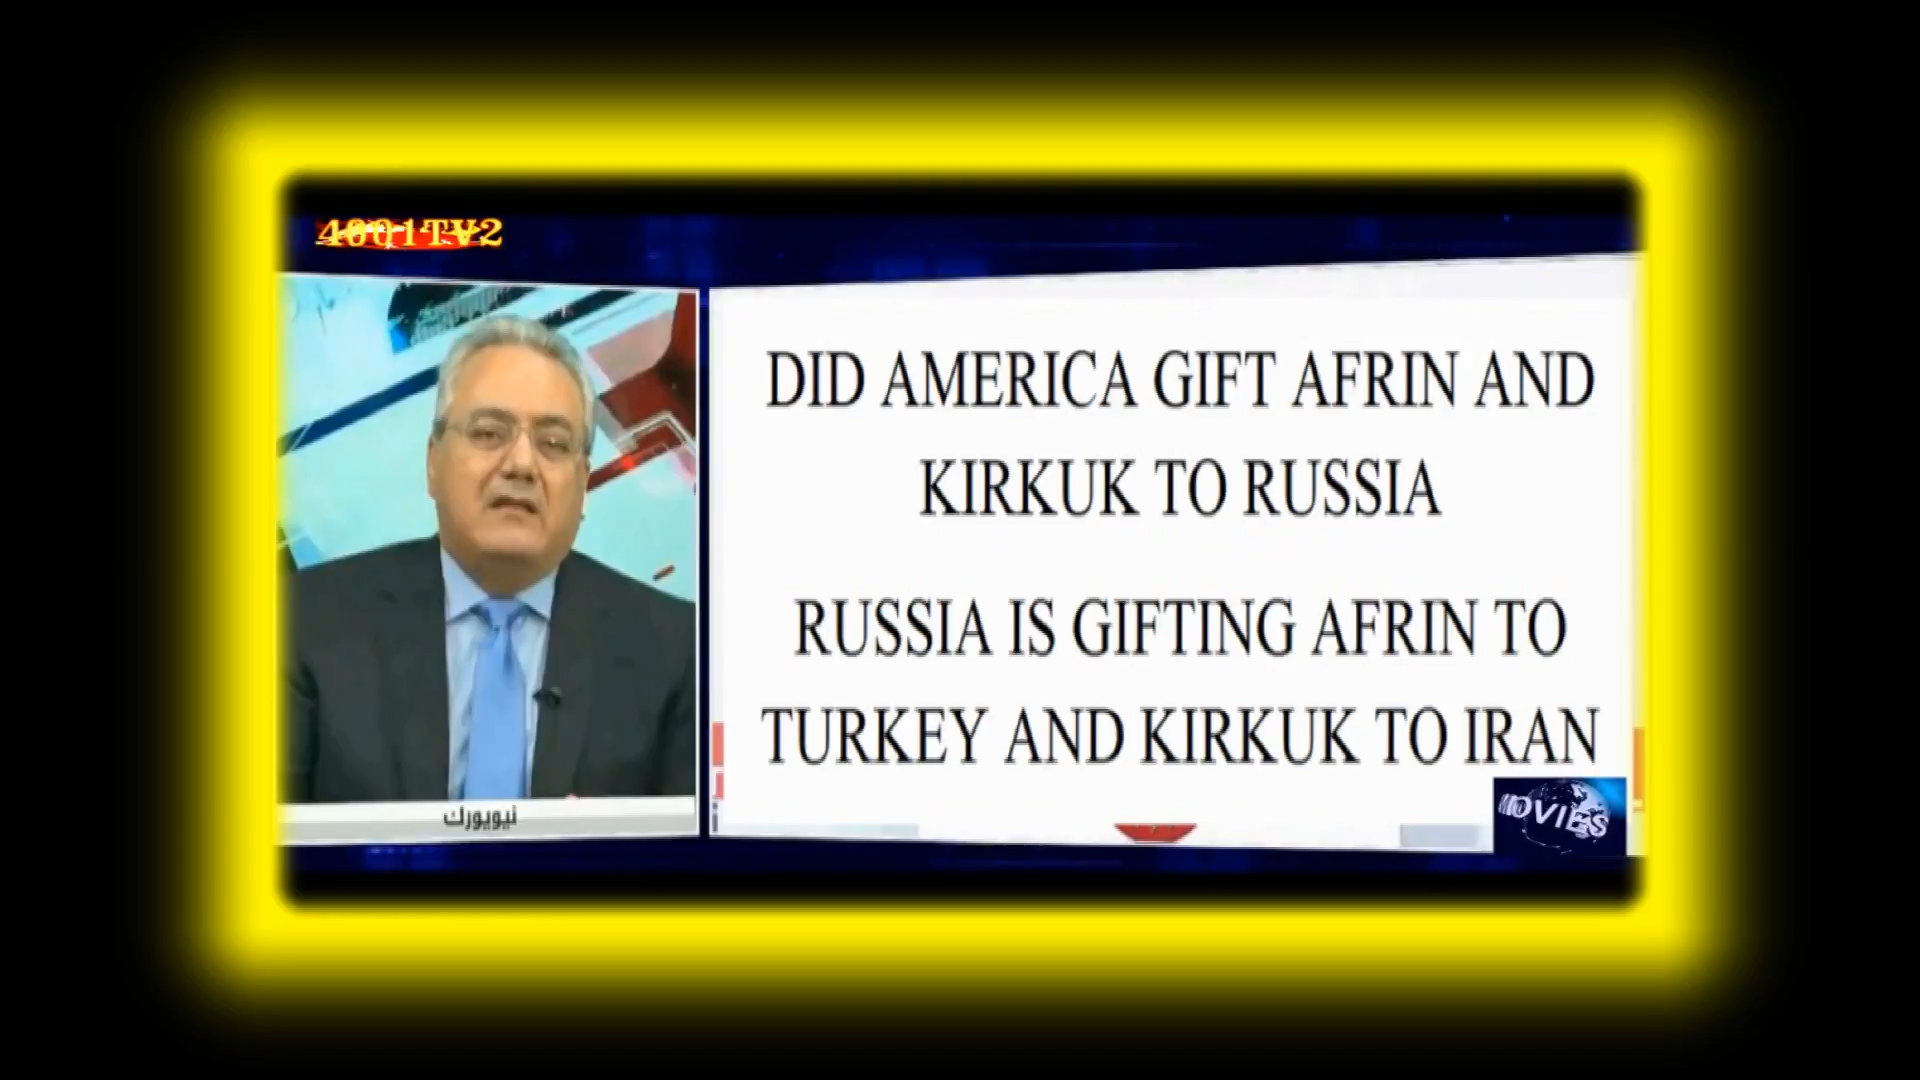 4001TV2
DID AMERICA GIFT AFRIN AND
KIRKUK TO RUSSIA
RUSSIA IS GIFTING AFRIN TO
TURKEY AND KIRKUK TO IRAN
MOVIES
نيويورك